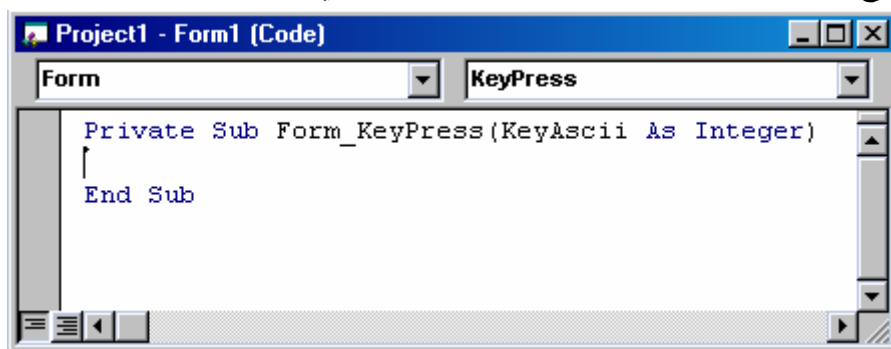 Project1 - Form1 (Code)
Form KeyPress
Private Sub Form_KeyPress(KeyAscii As Integer)
End Sub